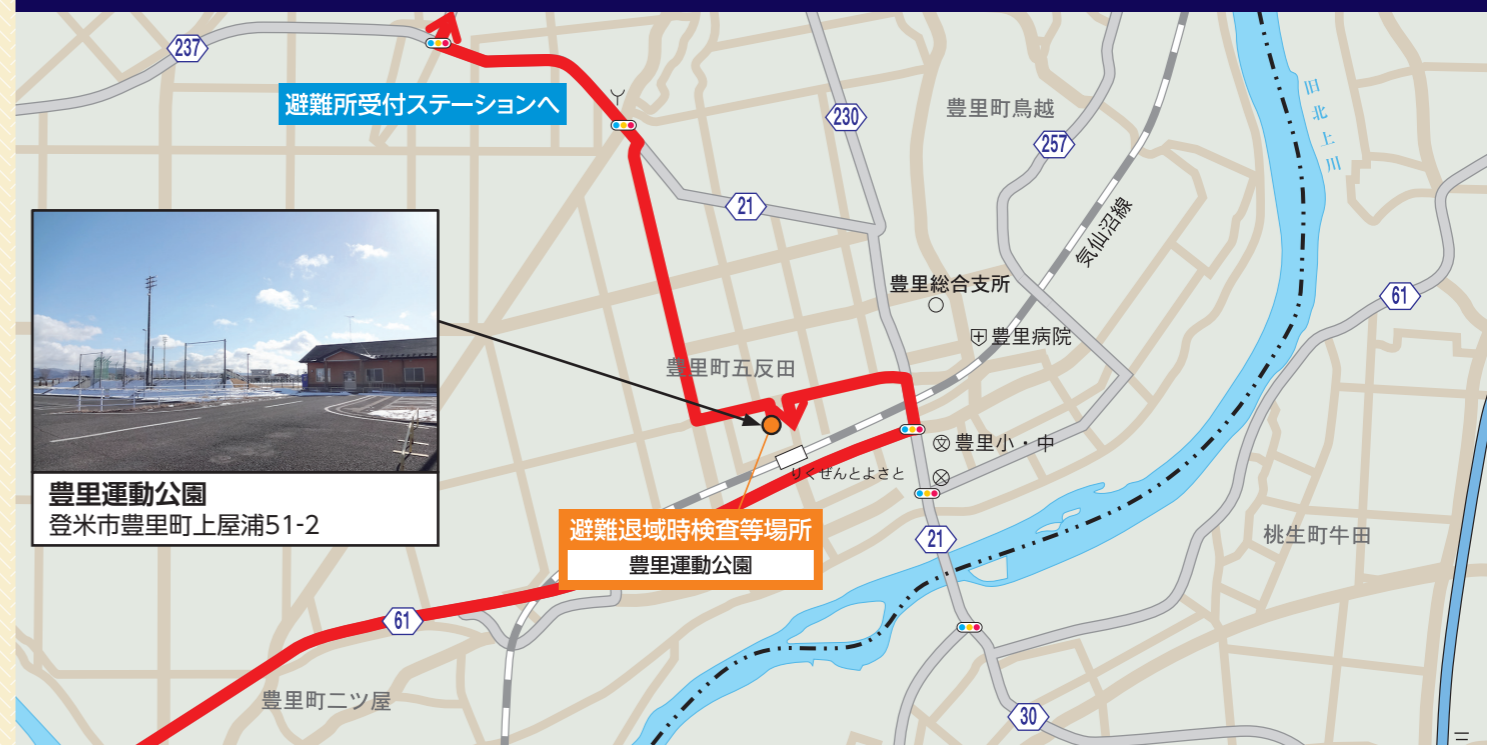 237
避難所受付ステーションへ
230
豊里町鳥越
257
旧北上川
21
気仙沼線
豊里総合支所
61
豊里病院
豊里町五反田
文 豊里小・中
りくぜんとよさと
豊里運動公園
登米市豊里町上屋浦51-2
避難退域時検査等場所
豊里運動公園
21
桃生町牛田
61
豊里町二ツ屋
30